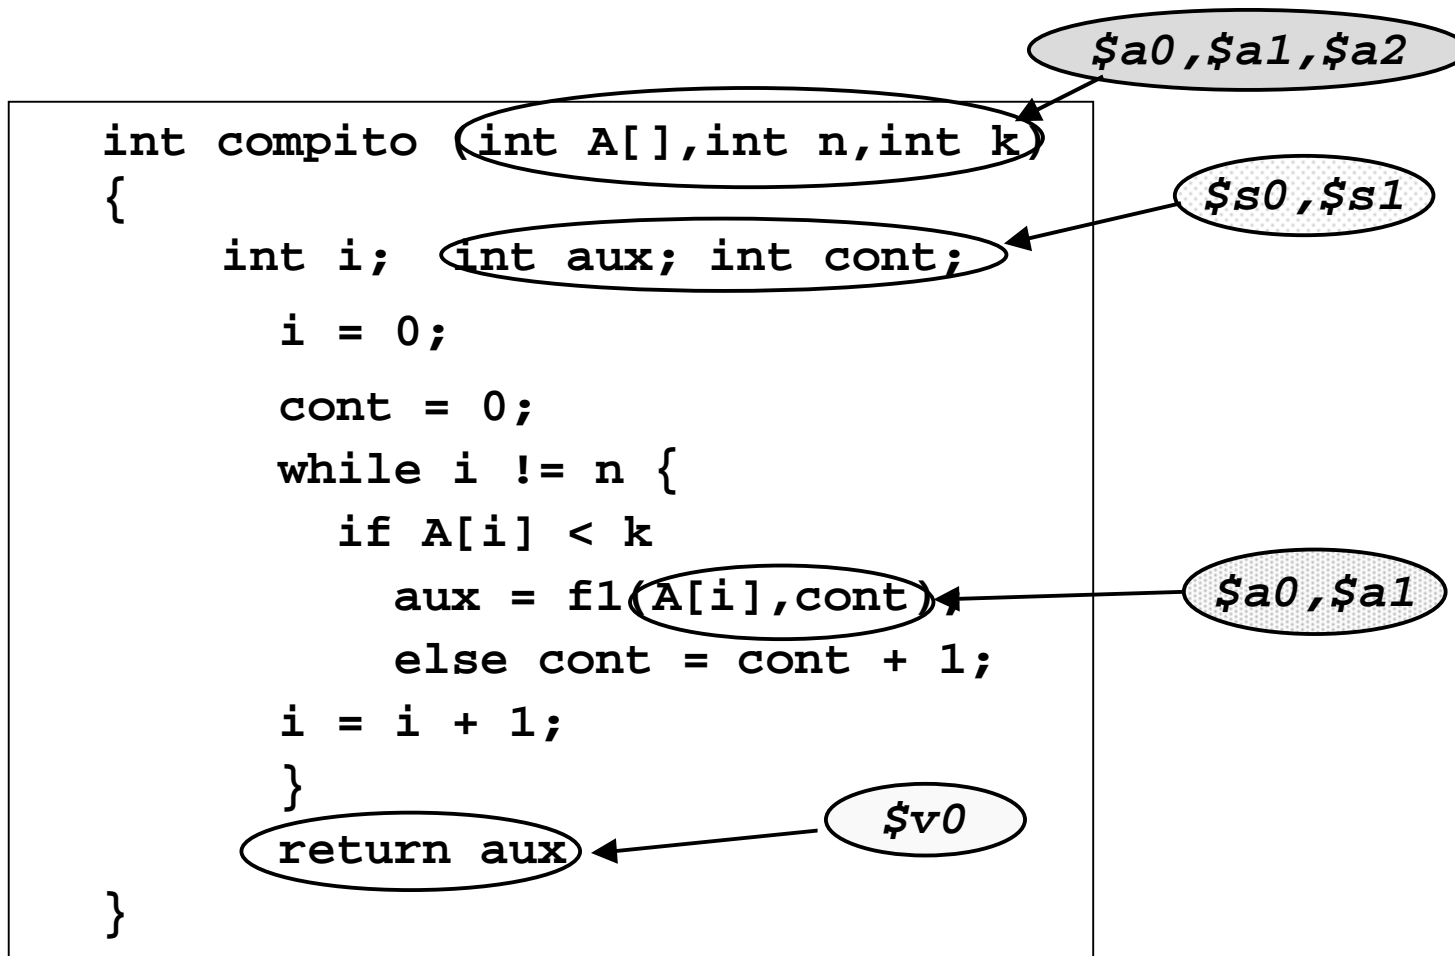 $a0,$a1,$a2
int compito (int A[],int n,int k)
{
$s0,$s1
int i; int aux; int cont;
i = 0;
cont = 0;
while i != n {
if A[i] < k
aux = f1(A[i],cont);
$a0,$a1
else cont = cont + 1;
i = i + 1;
}
$v0
return aux
}